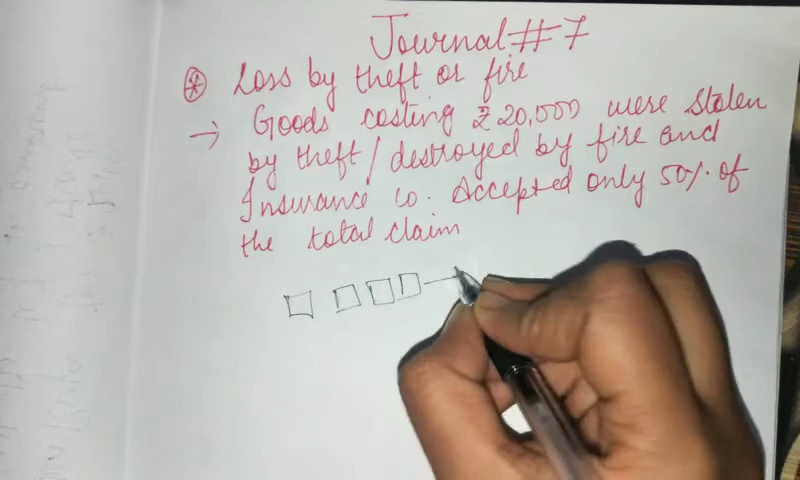 Journal#7
* Loss by theft or fire
→ Goods costing ₹20,000 were stolen
by theft/destroyed by fire and
Insurance co. Accepted only 50% of
the total claim